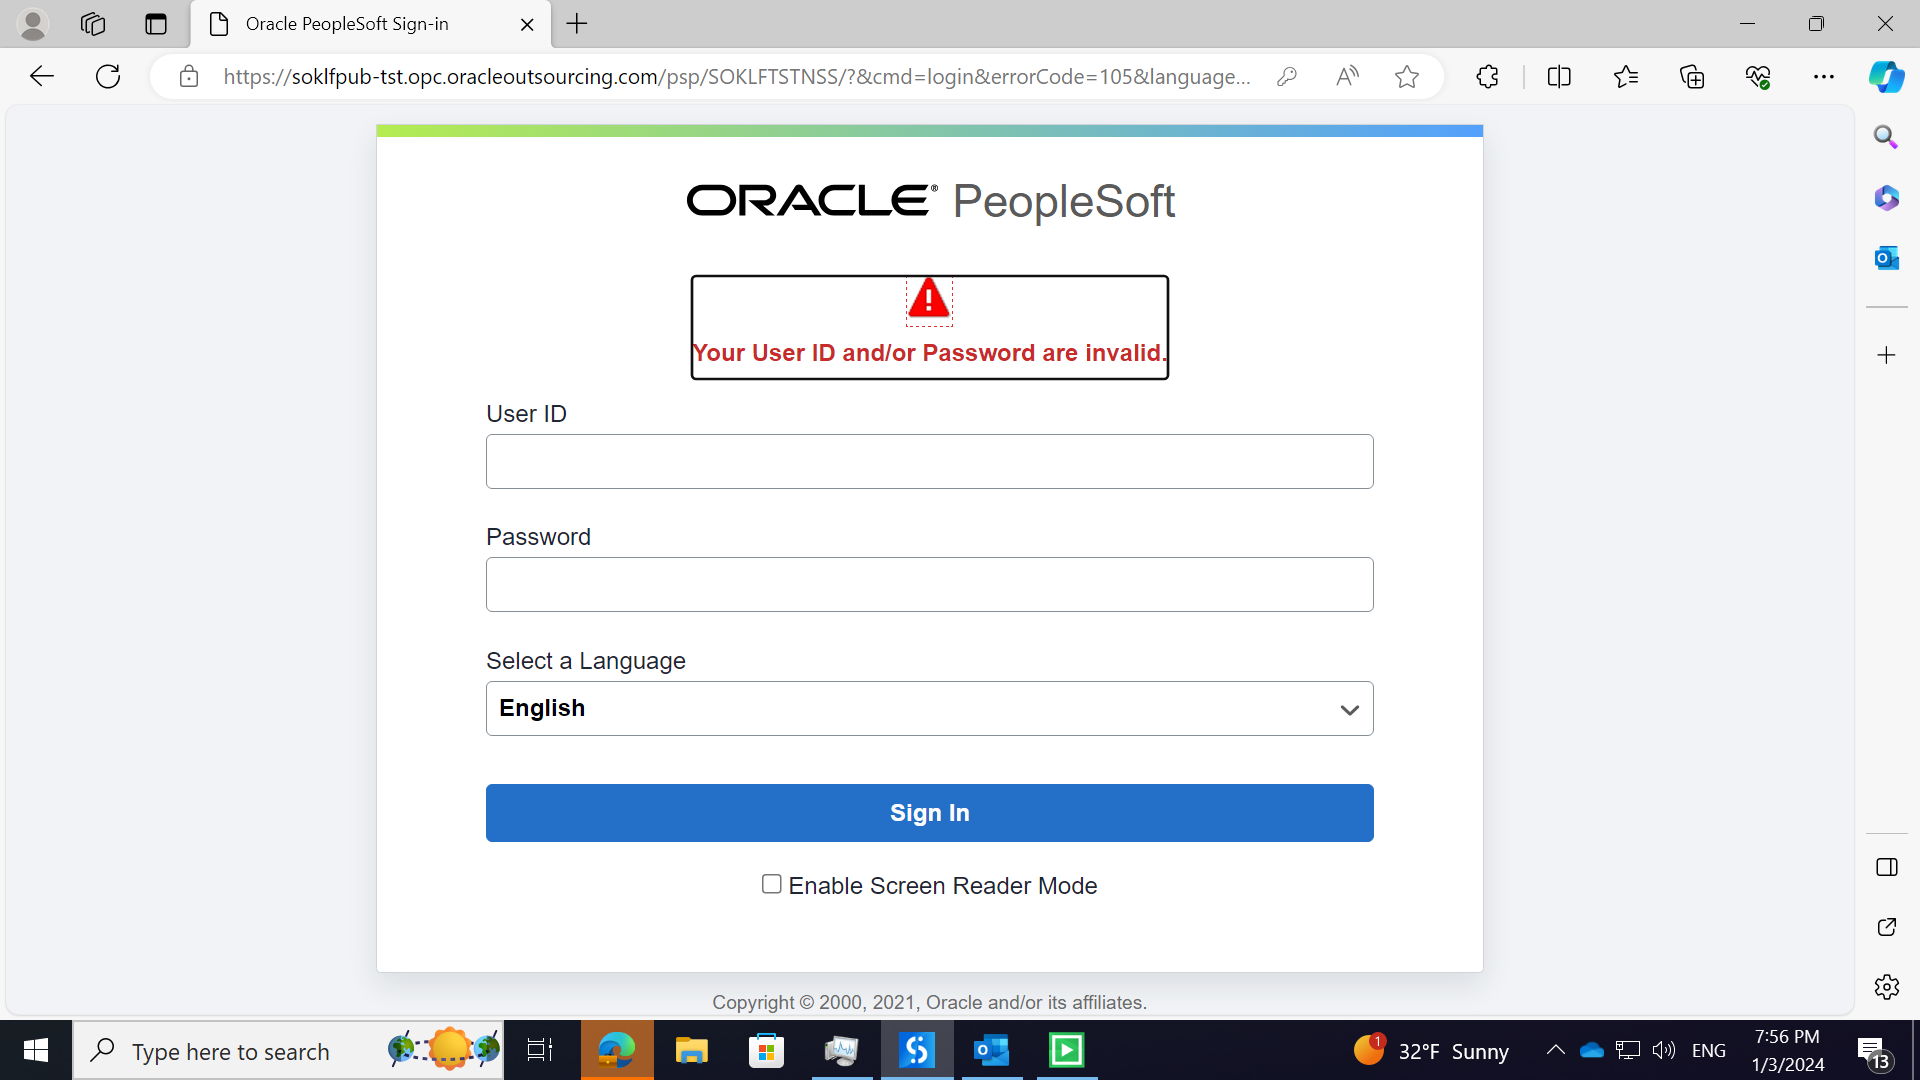 Oracle PeopleSoft Sign-in
https://soklfpub-tst.opc.oracleoutsourcing.com/psp/SOKLFTSTNSS/?&cmd=login&errorCode=105&language...
ORACLE® PeopleSoft
Your User ID and/or Password are invalid.
User ID
Password
Select a Language
English
Sign In
Enable Screen Reader Mode
Copyright © 2000, 2021, Oracle and/or its affiliates.
Type here to search
1
32°F Sunny
ENG
7:56 PM
1/3/2024
13